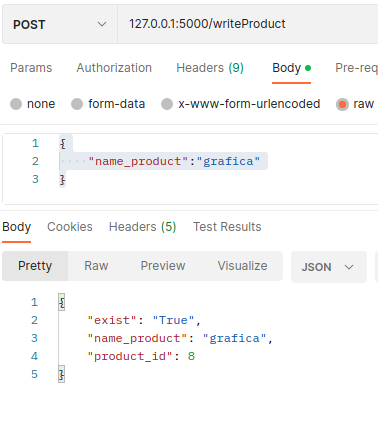 POST 127.0.0.1:5000/writeProduct
Params Authorization Headers (9) Body Pre-req
none form-data x-www-form-urlencoded raw
1 {
2 "name_product":"grafica"
3 }
Body Cookies Headers (5) Test Results
Pretty Raw Preview Visualize JSON
1 {
2 "exist": "True",
3 "name_product": "grafica",
4 "product_id": 8
5 }